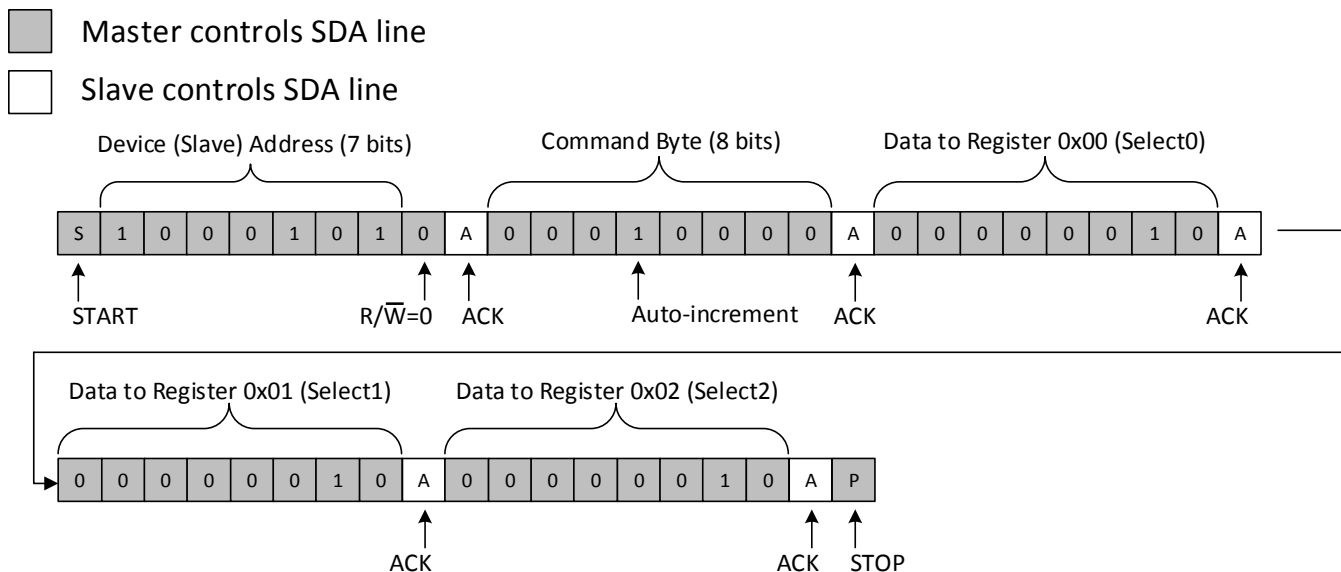 Master controls SDA line
Slave controls SDA line
Device (Slave) Address (7 bits) Command Byte (8 bits) Data to Register 0x00 (Select0)
S 1 0 0 0 1 0 1 0 A 0 0 0 1 0 0 0 0 A 0 0 0 0 0 0 1 0 A
START R/W̅=0 ACK Auto-increment ACK ACK
Data to Register 0x01 (Select1) Data to Register 0x02 (Select2)
0 0 0 0 0 0 1 0 A 0 0 0 0 0 0 1 0 A P
ACK ACK STOP